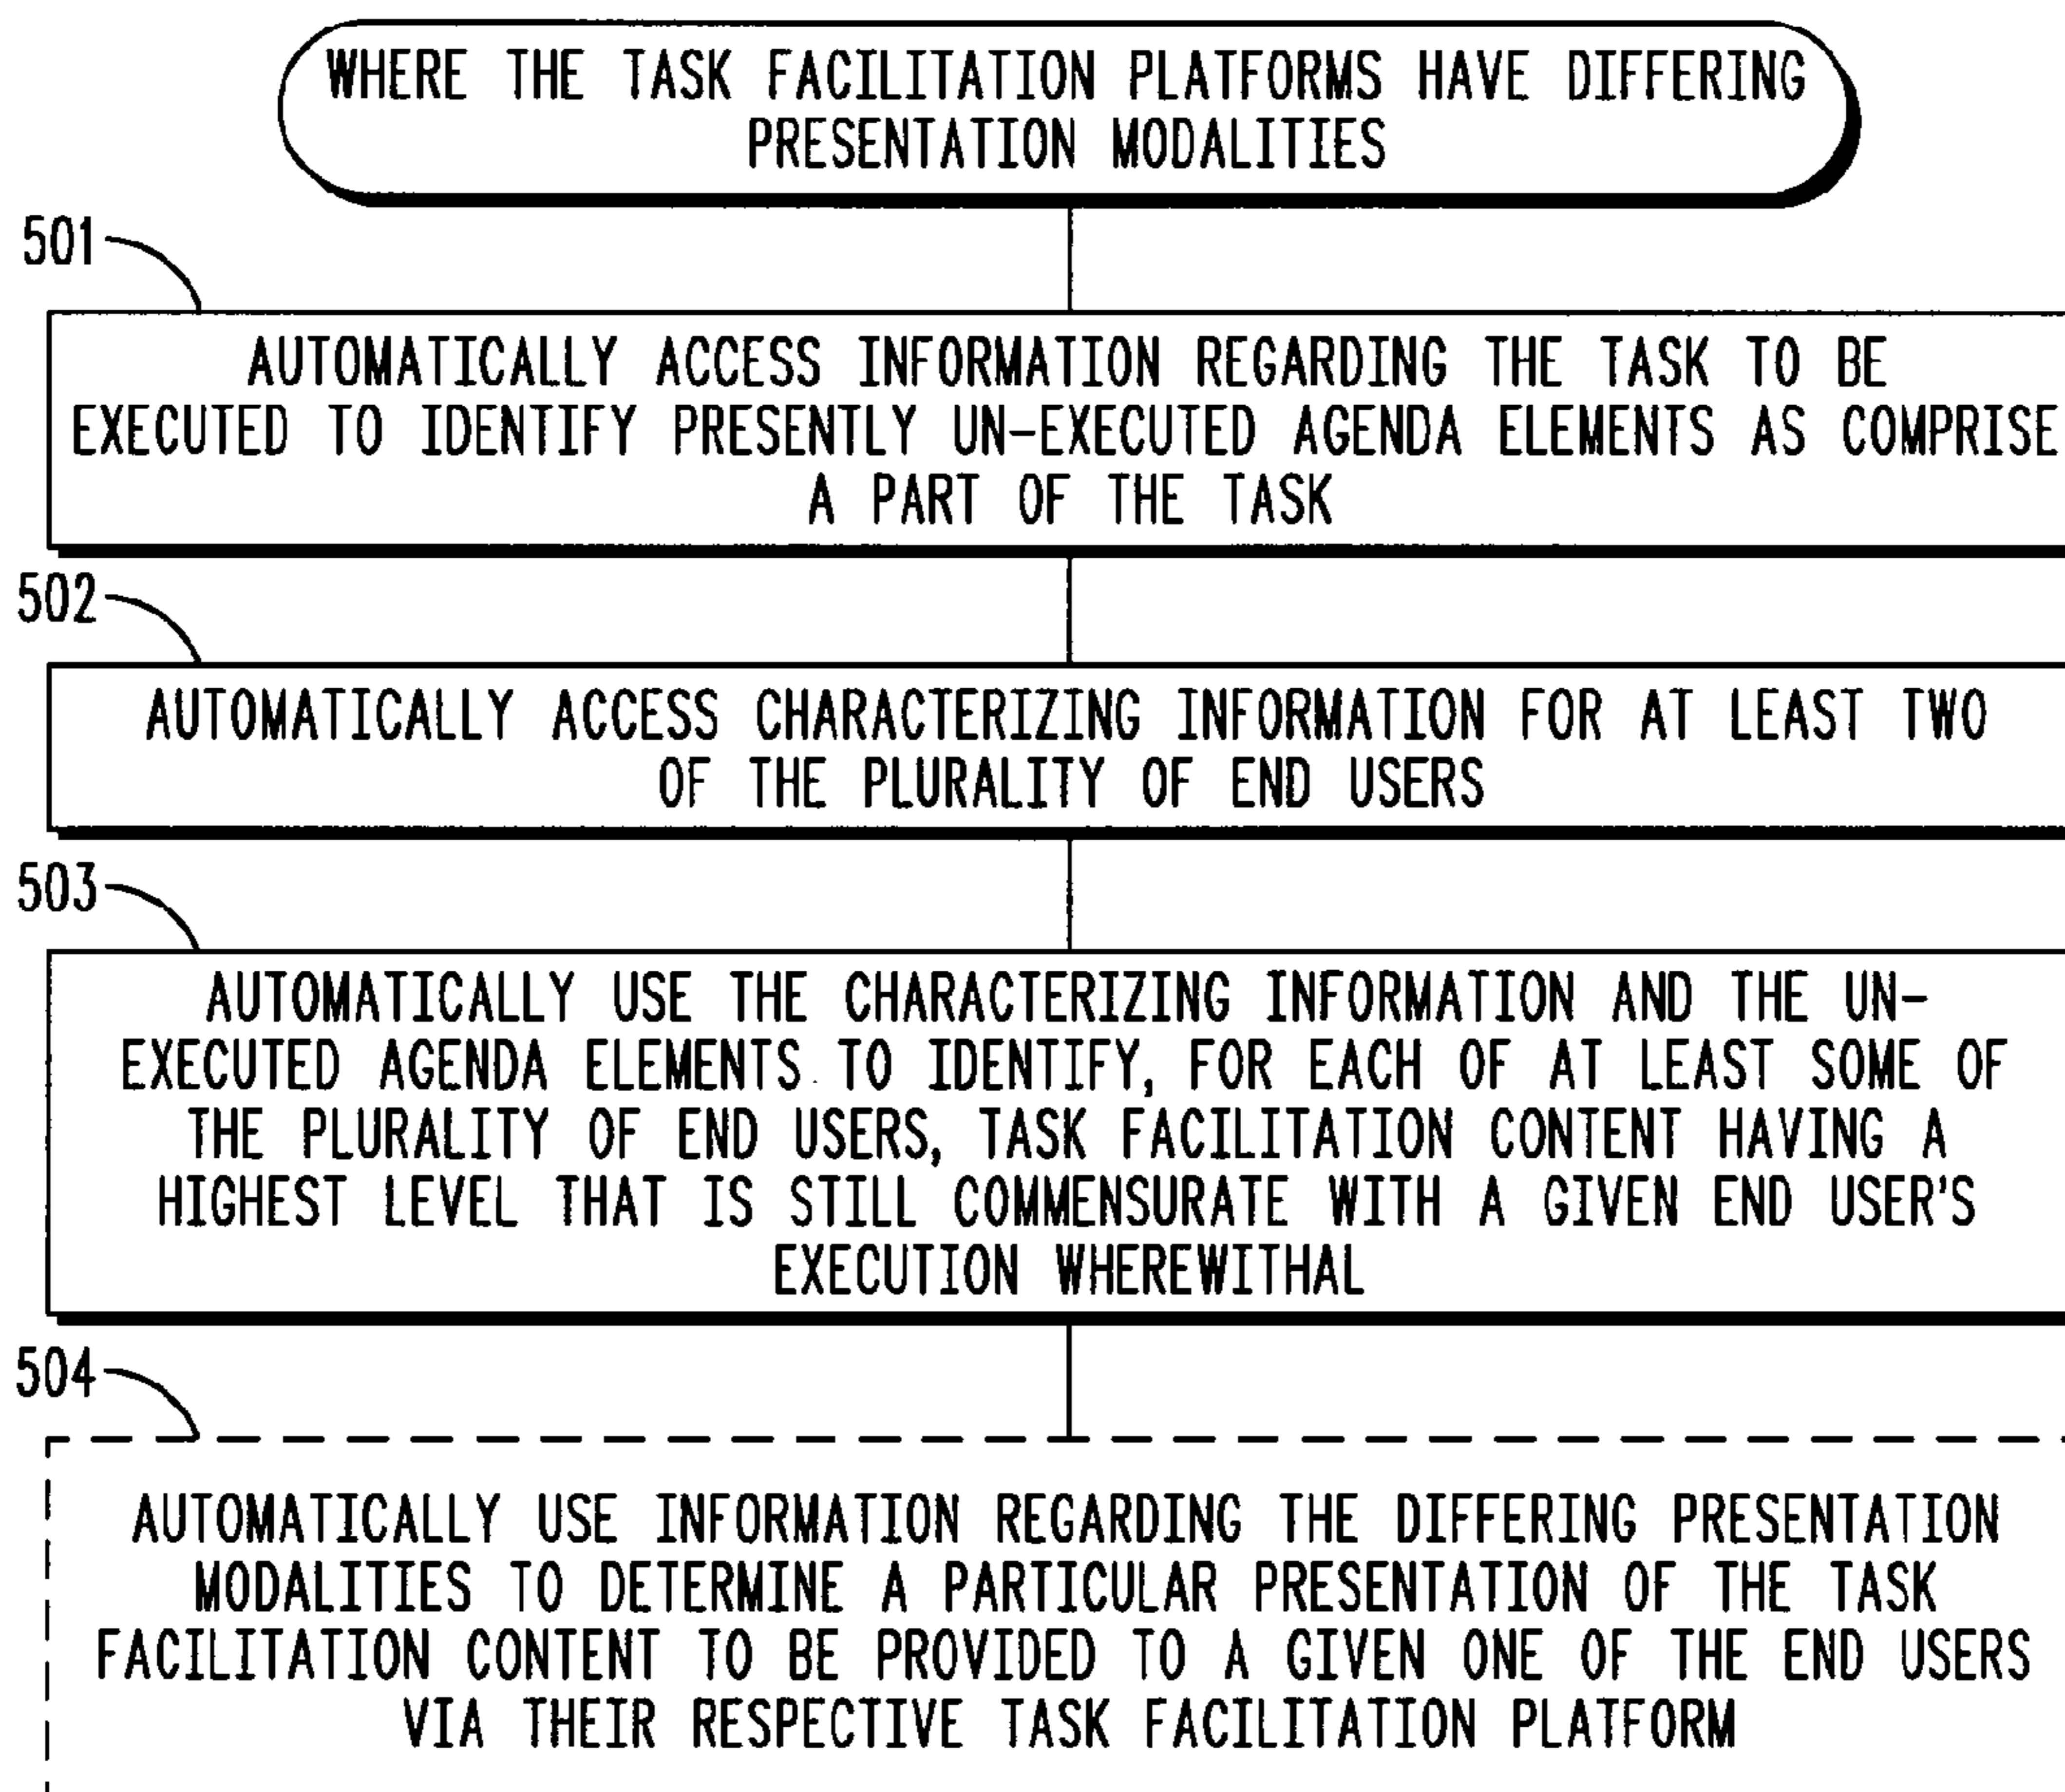 WHERE THE TASK FACILITATION PLATFORMS HAVE DIFFERING
PRESENTATION MODALITIES
501
AUTOMATICALLY ACCESS INFORMATION REGARDING THE TASK TO BE
EXECUTED TO IDENTIFY PRESENTLY UN-EXECUTED AGENDA ELEMENTS AS COMPRISE
A PART OF THE TASK
502
AUTOMATICALLY ACCESS CHARACTERIZING INFORMATION FOR AT LEAST TWO
OF THE PLURALITY OF END USERS
503
AUTOMATICALLY USE THE CHARACTERIZING INFORMATION AND THE UN-
EXECUTED AGENDA ELEMENTS TO IDENTIFY, FOR EACH OF AT LEAST SOME OF
THE PLURALITY OF END USERS, TASK FACILITATION CONTENT HAVING A
HIGHEST LEVEL THAT IS STILL COMMENSURATE WITH A GIVEN END USER'S
EXECUTION WHEREWITHAL
504
AUTOMATICALLY USE INFORMATION REGARDING THE DIFFERING PRESENTATION
MODALITIES TO DETERMINE A PARTICULAR PRESENTATION OF THE TASK
FACILITATION CONTENT TO BE PROVIDED TO A GIVEN ONE OF THE END USERS
VIA THEIR RESPECTIVE TASK FACILITATION PLATFORM